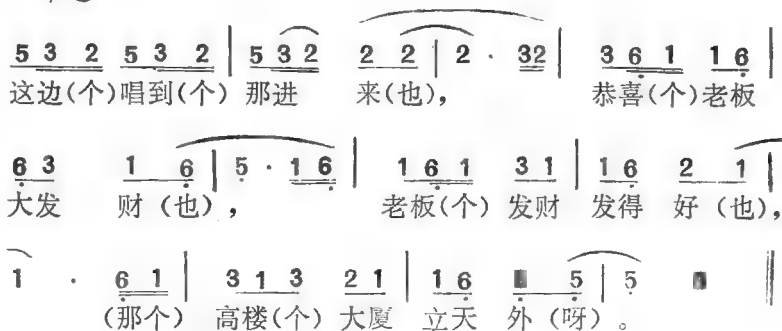 5 3 2 5 3 2 | 5 3 2 2 2 | 2 · 32 | 3 6 1 1 6 |
这边(个)唱到(个) 那进 来(也), 恭喜(个)老板
6 3 1 6 | 5 · 1 6 | 1 6 1 3 1 | 1 6 2 1 |
大发 财(也), 老板(个) 发财 发得 好(也),
1 · 6 1 | 3 1 3 2 1 | 1 6 5 | 5
(那个) 高楼(个) 大厦 立天 外(呀)。